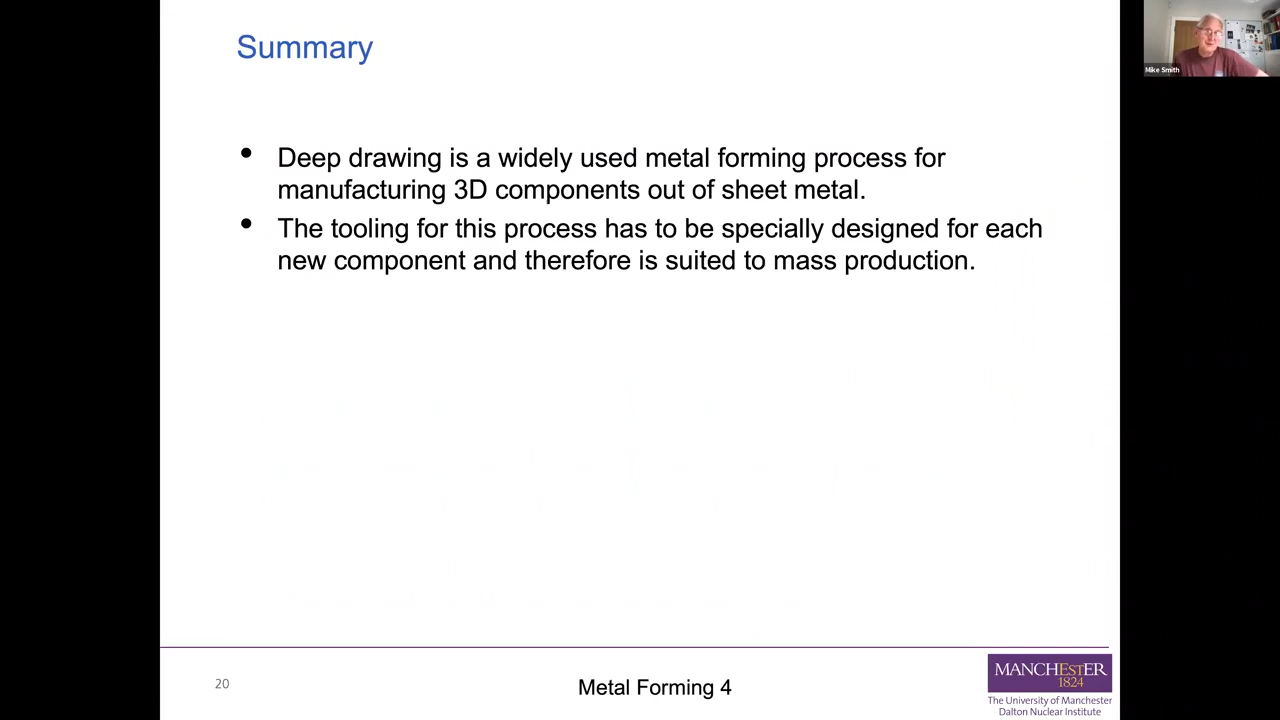 Summary
Mike Smith
• Deep drawing is a widely used metal forming process for
manufacturing 3D components out of sheet metal.
• The tooling for this process has to be specially designed for each
new component and therefore is suited to mass production.
20
Metal Forming 4
MANCHESTER
1824
The University of Manchester
Dalton Nuclear Institute